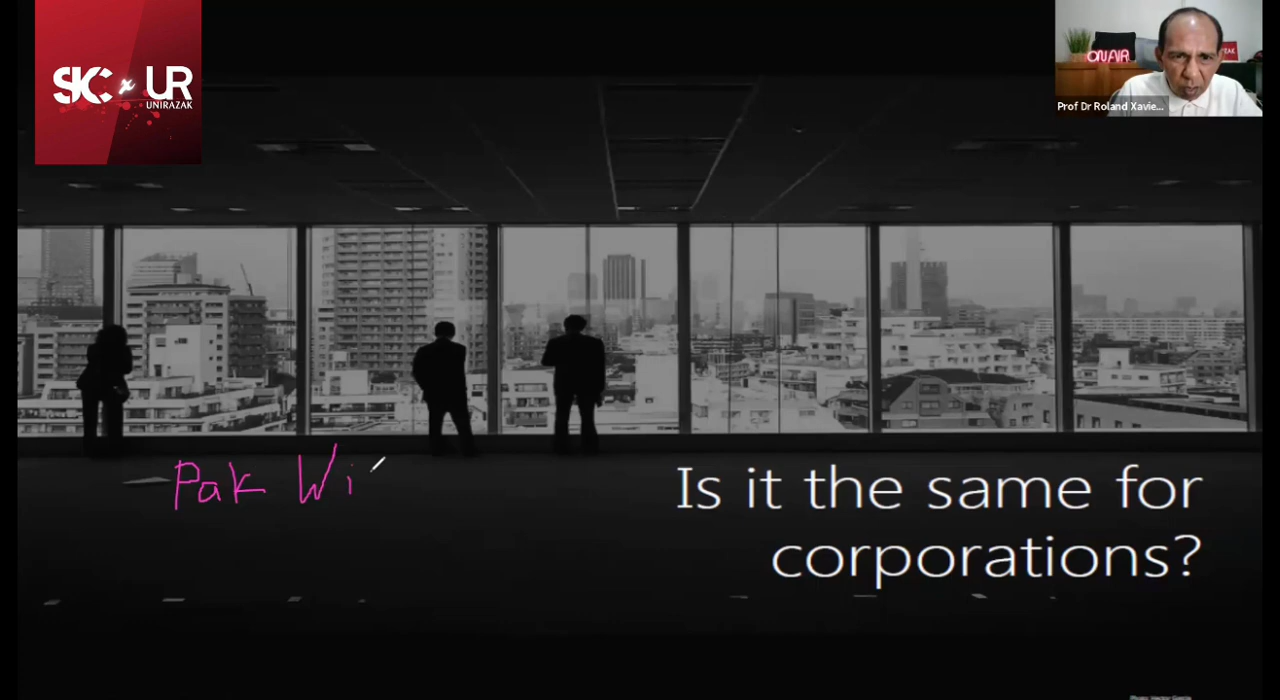 SKC x UR
UNIRAZAK
ON AIR
Prof Dr Roland Xavie...
Pak Wi
Is it the same for
corporations?